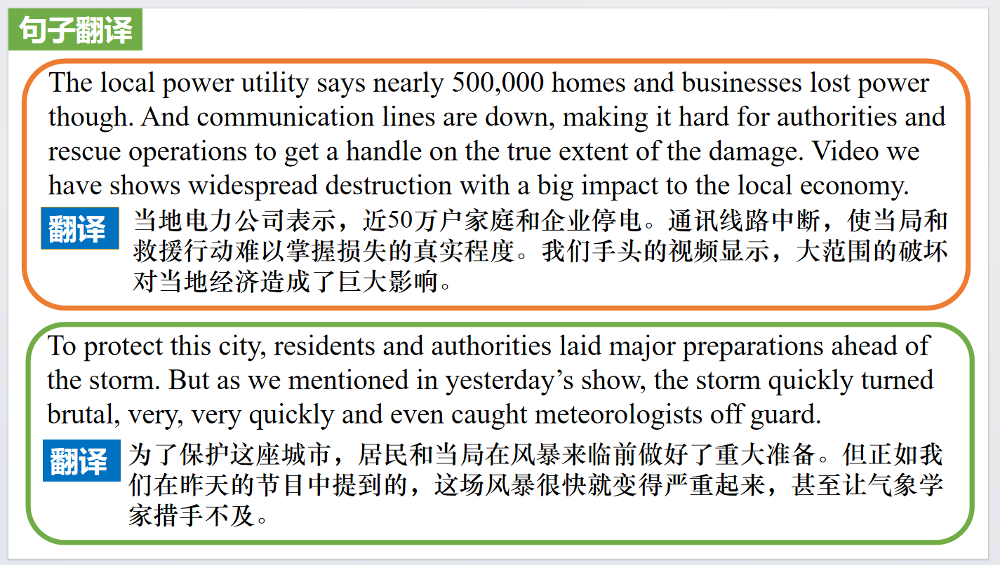 句子翻译
The local power utility says nearly 500,000 homes and businesses lost power
though. And communication lines are down, making it hard for authorities and
rescue operations to get a handle on the true extent of the damage. Video we
have shows widespread destruction with a big impact to the local economy.
翻译
当地电力公司表示，近50万户家庭和企业停电。通讯线路中断，使当局和
救援行动难以掌握损失的真实程度。我们手头的视频显示，大范围的破坏
对当地经济造成了巨大影响。
To protect this city, residents and authorities laid major preparations ahead of
the storm. But as we mentioned in yesterday’s show, the storm quickly turned
brutal, very, very quickly and even caught meteorologists off guard.
翻译
为了保护这座城市，居民和当局在风暴来临前做好了重大准备。但正如我
们在昨天的节目中提到的，这场风暴很快就变得严重起来，甚至让气象学
家措手不及。